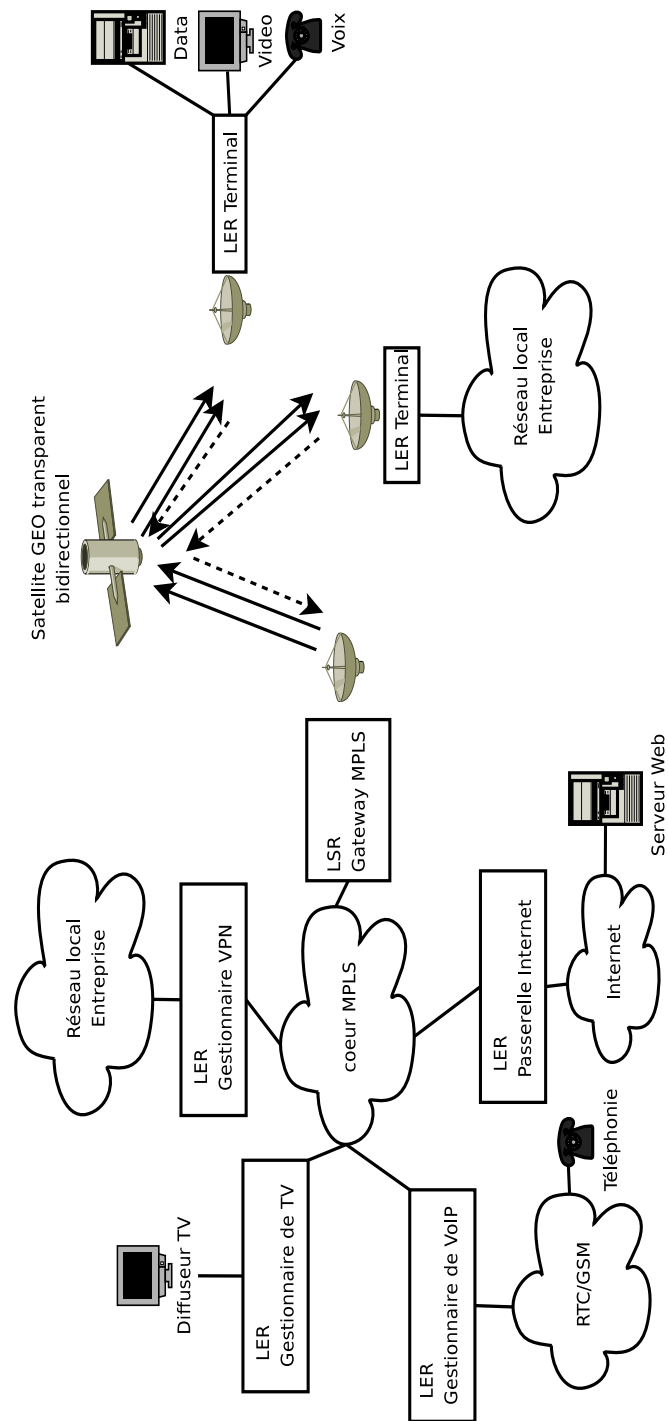 Diffuseur TV
LER
Gestionnaire de TV
LER
Gestionnaire de VoIP
RTC/GSM
Téléphonie
Réseau local
Entreprise
LER
Gestionnaire VPN
coeur MPLS
LER
Passerelle Internet
Internet
Serveur Web
LSR
Gateway MPLS
Satellite GEO transparent
bidirectionnel
LER Terminal
Réseau local
Entreprise
LER Terminal
Data
Video
Voix